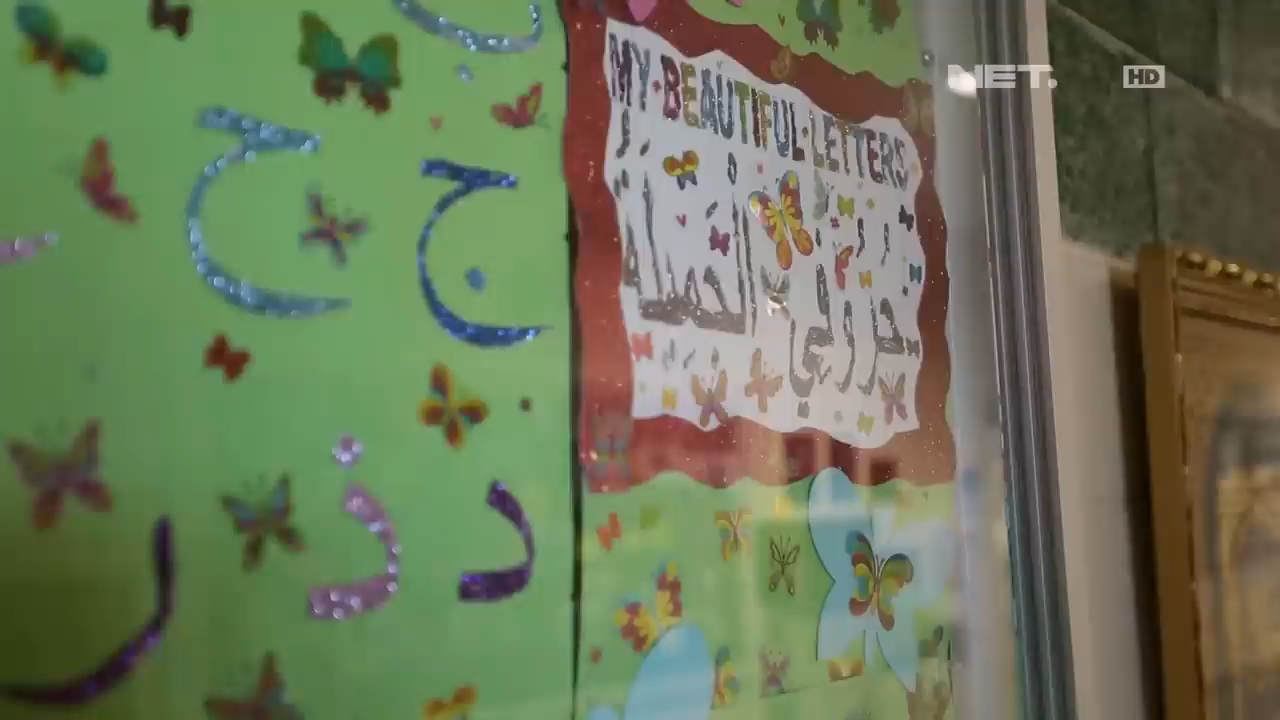 NET. HD
MY·BEAUTIFUL·LETTERS
حروفي الجميلة
ج ح
د ذ ر